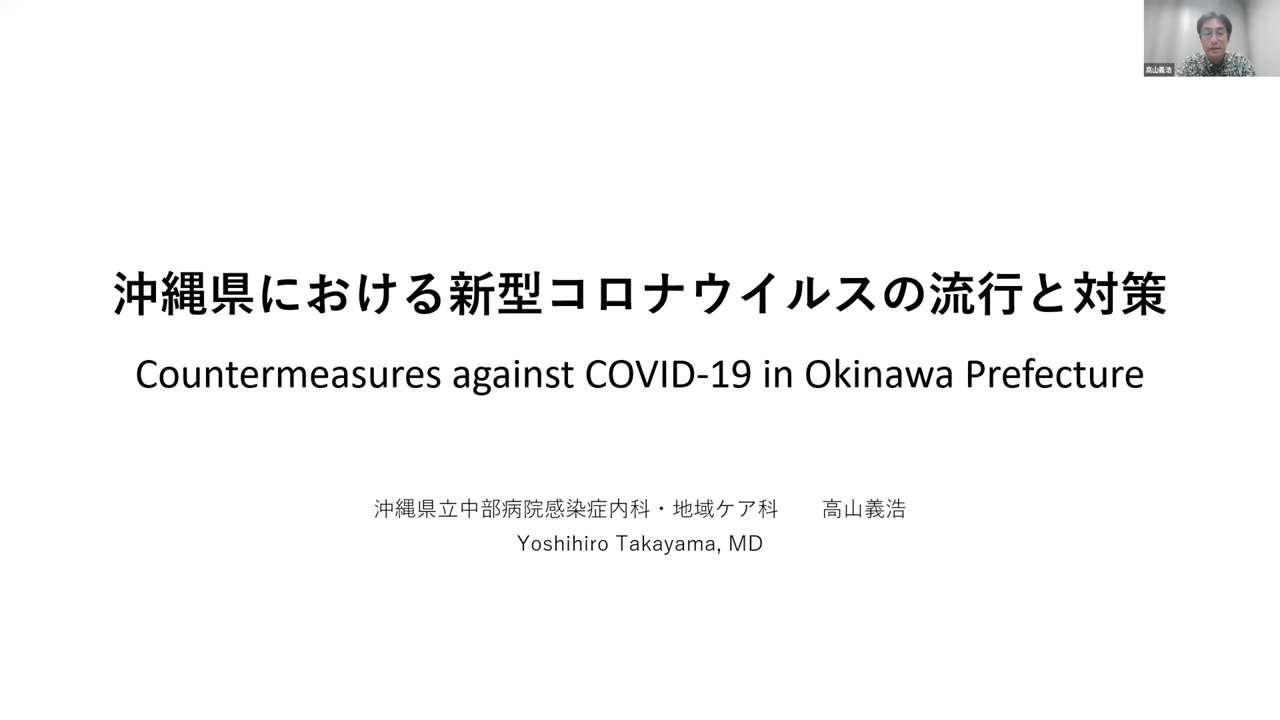 高山義浩
沖縄県における新型コロナウイルスの流行と対策
Countermeasures against COVID-19 in Okinawa Prefecture
沖縄県立中部病院感染症内科・地域ケア科　　高山義浩
Yoshihiro Takayama, MD